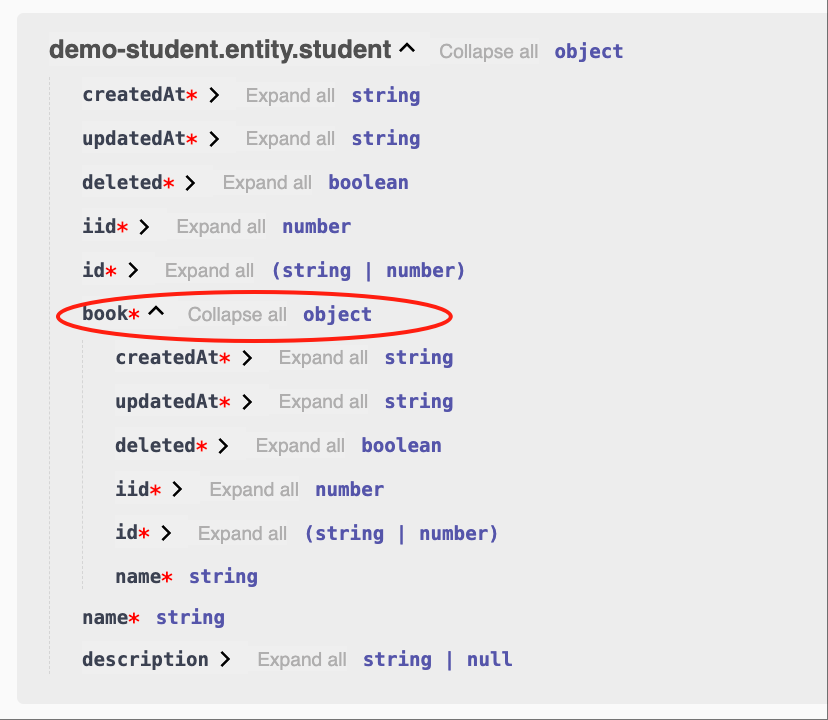 demo-student.entity.student Collapse all object
createdAt* Expand all string
updatedAt* Expand all string
deleted* Expand all boolean
iid* Expand all number
id* Expand all (string | number)
book* Collapse all object
createdAt* Expand all string
updatedAt* Expand all string
deleted* Expand all boolean
iid* Expand all number
id* Expand all (string | number)
name* string
name* string
description Expand all string | null